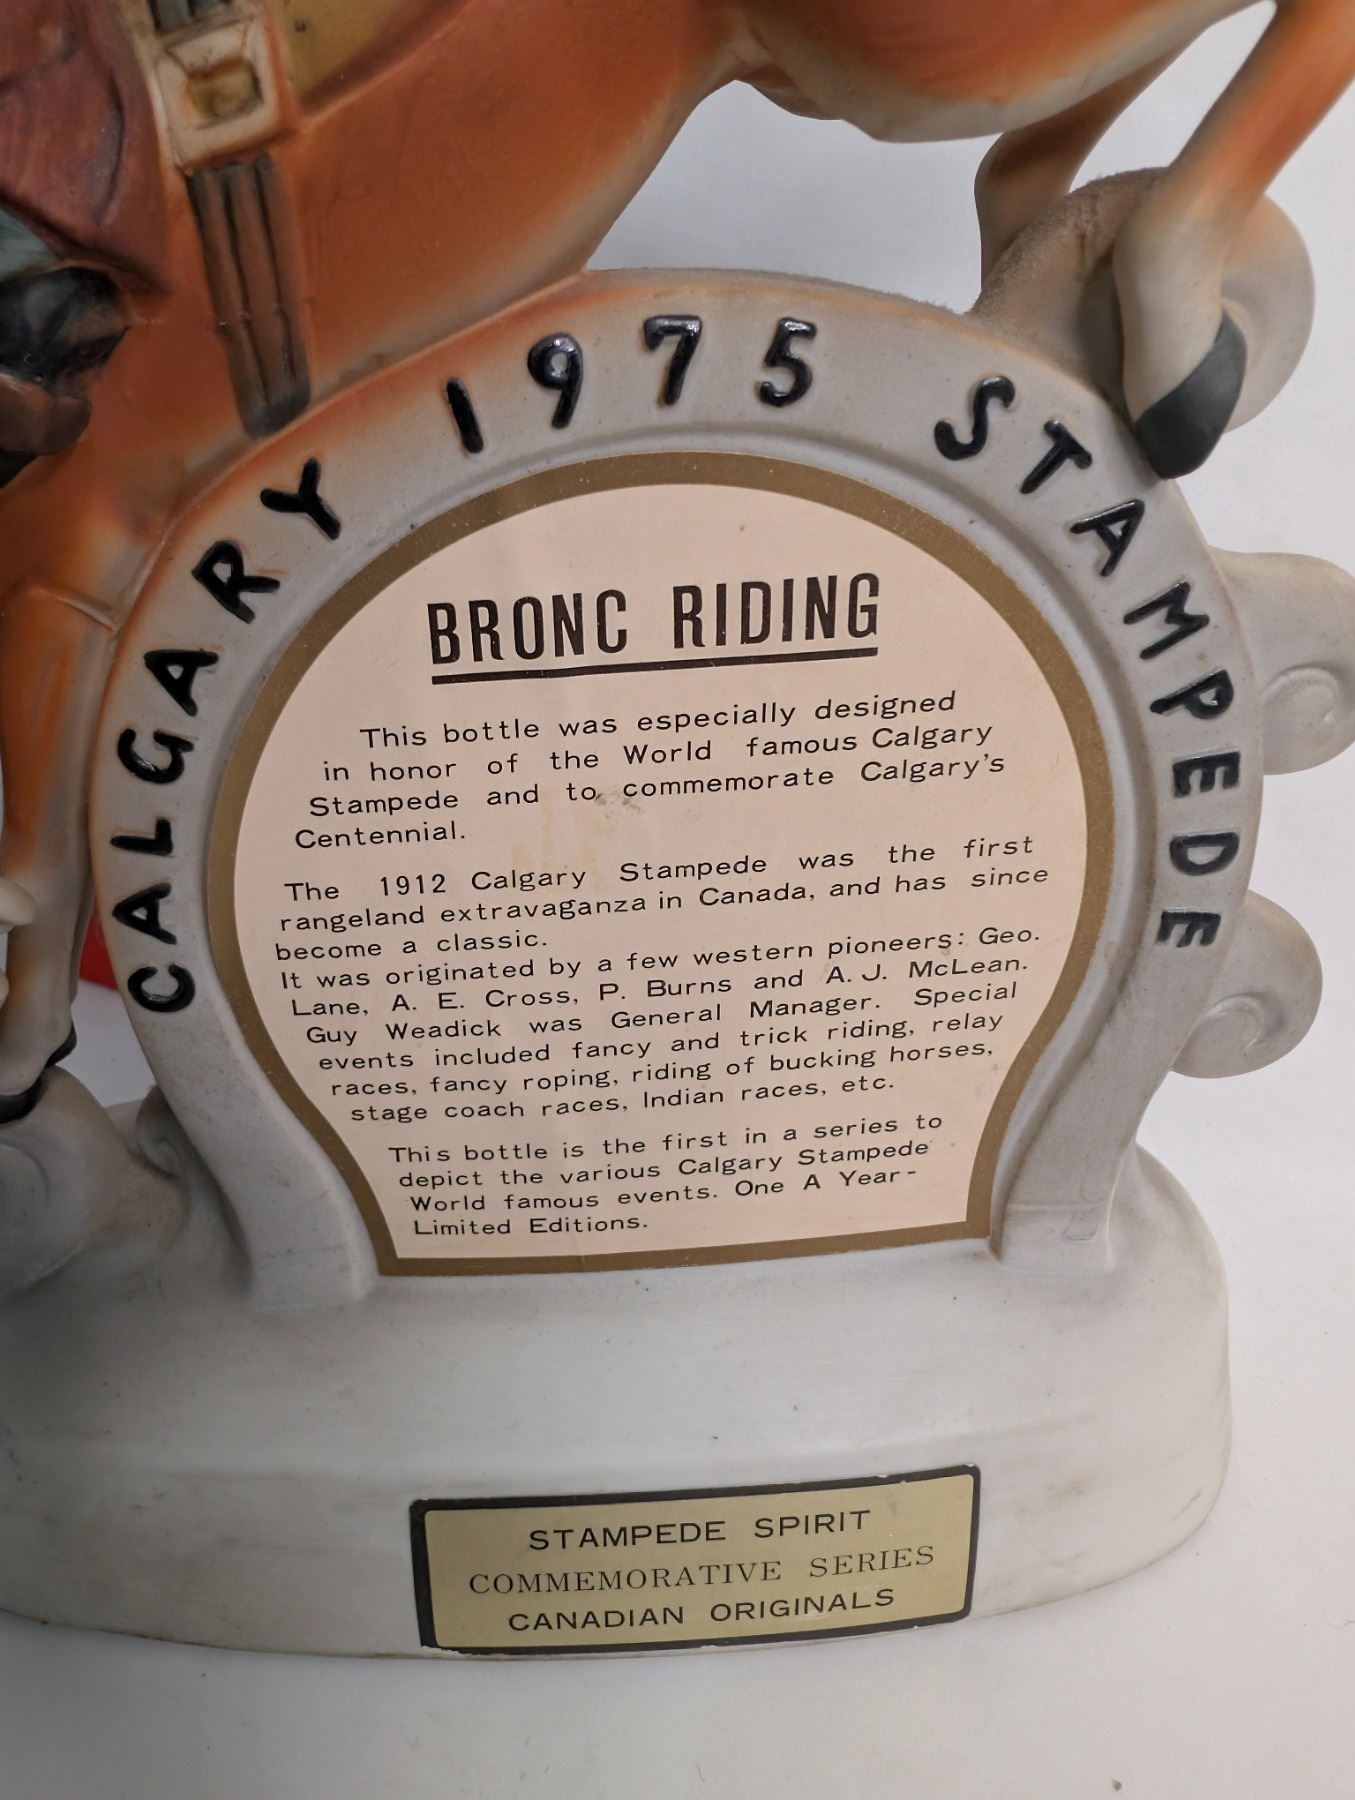 CALGARY 1975 STAMPEDE
BRONC RIDING
This bottle was especially designed
in honor of the World famous Calgary
Stampede and to commemorate Calgary's
Centennial.
The 1912 Calgary Stampede was the first
rangeland extravaganza in Canada, and has since
become a classic.
It was originated by a few western pioneers: Geo.
Lane, A. E. Cross, P. Burns and A. J. McLean.
Guy Weadick was General Manager. Special
events included fancy and trick riding, relay
races, fancy roping, riding of bucking horses,
stage coach races, Indian races, etc.
This bottle is the first in a series to
depict the various Calgary Stampede
World famous events. One A Year-
Limited Editions.
STAMPEDE SPIRIT
COMMEMORATIVE SERIES
CANADIAN ORIGINALS